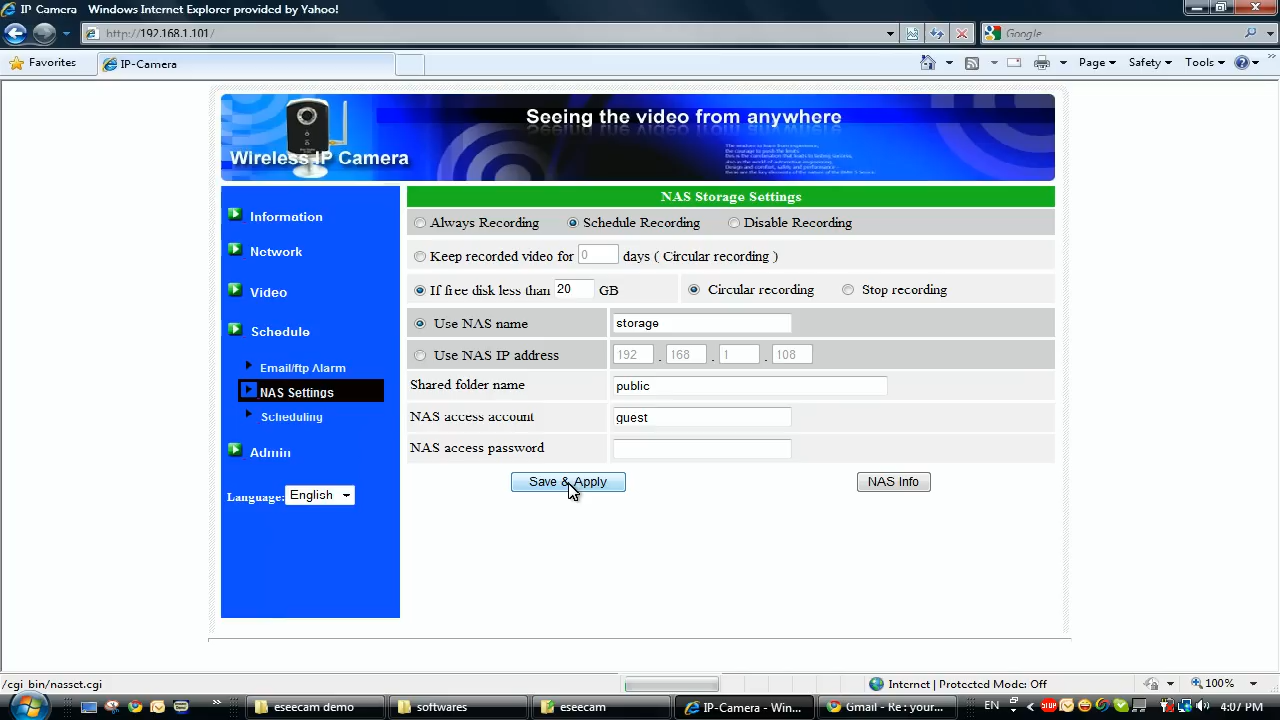 IP Camera   Windows Internet Explorer provided by Yahoo!
http://192.168.1.101/
Google
Favorites
IP-Camera
Page
Safety
Tools
Seeing the video from anywhere
Wireless IP Camera
Information
Network
Video
Schedule
Email/ftp Alarm
NAS Settings
Scheduling
Admin
Language: English
NAS Storage Settings
Always Recording Schedule Recording Disable Recording
Keep recorded video for 0 days ( Circular recording )
If free disk less than 20 GB Circular recording Stop recording
Use NAS name storage
Use NAS IP address 192 . 168 . 1 . 108
Shared folder name public
NAS access account guest
NAS access password
Save & Apply NAS Info
/cgi bin/nasset.cgi
Internet | Protected Mode: Off
100%
eseecam demo
softwares
eseecam
IP-Camera - Win...
Gmail - Re : your...
EN
4:07 PM